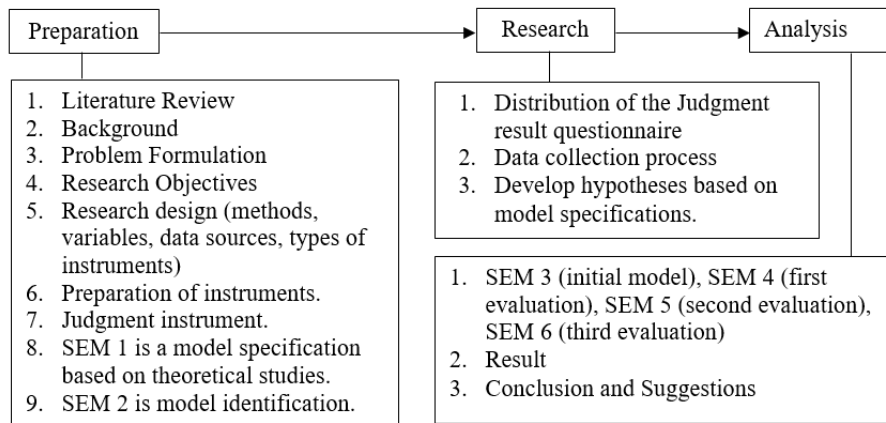 Preparation
Research
Analysis
1. Literature Review
2. Background
3. Problem Formulation
4. Research Objectives
5. Research design (methods,
variables, data sources, types of
instruments)
6. Preparation of instruments.
7. Judgment instrument.
8. SEM 1 is a model specification
based on theoretical studies.
9. SEM 2 is model identification.
1. Distribution of the Judgment
result questionnaire
2. Data collection process
3. Develop hypotheses based on
model specifications.
1. SEM 3 (initial model), SEM 4 (first
evaluation), SEM 5 (second evaluation),
SEM 6 (third evaluation)
2. Result
3. Conclusion and Suggestions